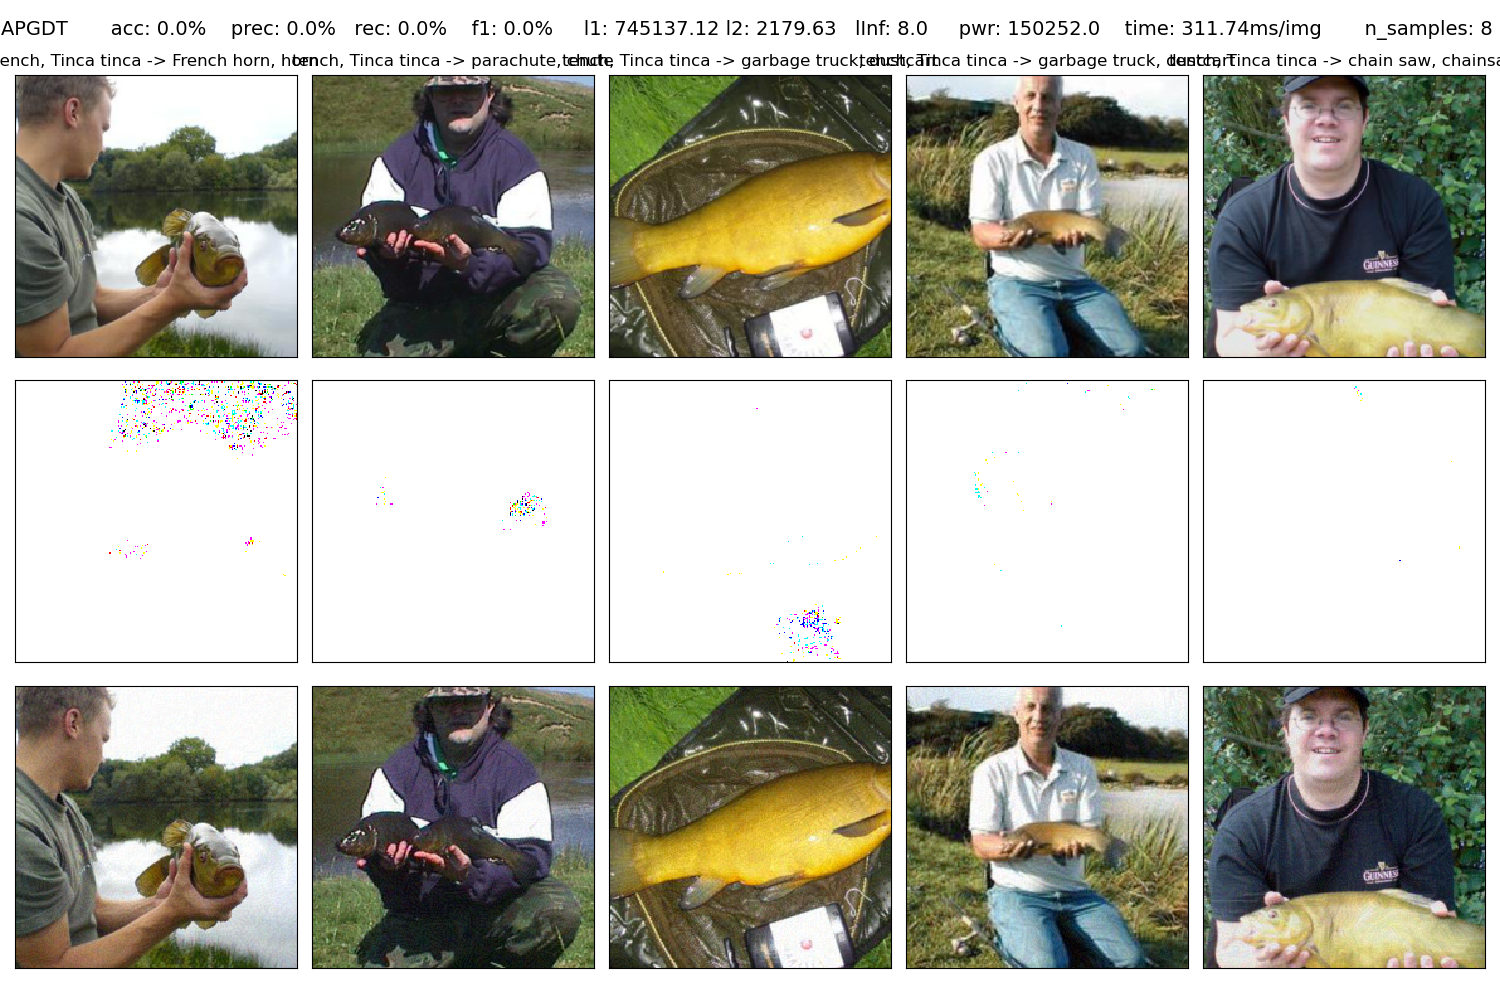 APGDT acc: 0.0% prec: 0.0% rec: 0.0% f1: 0.0% l1: 745137.12 l2: 2179.63 lInf: 8.0 pwr: 150252.0 time: 311.74ms/img n_samples: 8
ench, Tinca tinca -> French horn, horn
tench, Tinca tinca -> parachute, chute
tench, Tinca tinca -> garbage truck, dustcart
tench, Tinca tinca -> garbage truck, dustcart
tench, Tinca tinca -> chain saw, chainsa
GUINNESS
GUINNESS